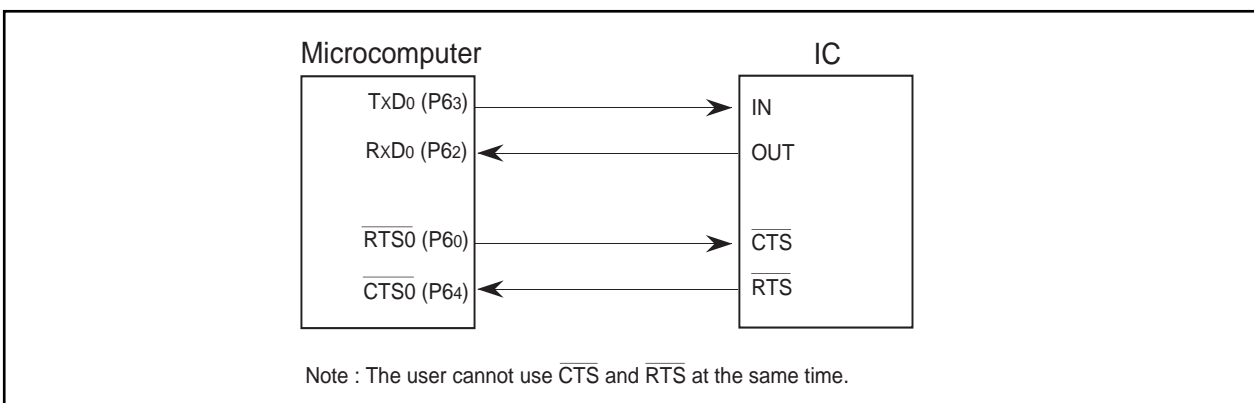 Microcomputer
IC
TxD0 (P63)
IN
RxD0 (P62)
OUT
RTS0 (P60)
CTS
CTS0 (P64)
RTS
Note : The user cannot use CTS and RTS at the same time.